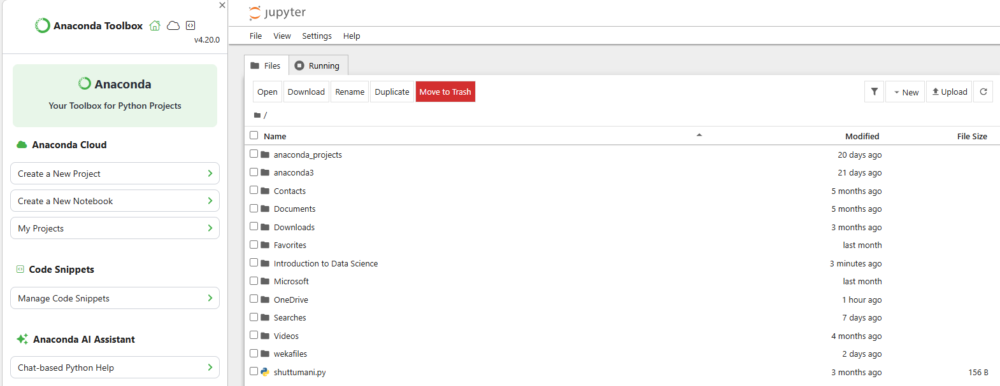 Anaconda Toolbox
v4.20.0
Anaconda
Your Toolbox for Python Projects
Anaconda Cloud
Create a New Project
Create a New Notebook
My Projects
Code Snippets
Manage Code Snippets
Anaconda AI Assistant
Chat-based Python Help
jupyter
File View Settings Help
Files Running
Open Download Rename Duplicate Move to Trash New Upload
/
Name Modified File Size
anaconda_projects 20 days ago
anaconda3 21 days ago
Contacts 5 months ago
Documents 5 months ago
Downloads 3 months ago
Favorites last month
Introduction to Data Science 3 minutes ago
Microsoft last month
OneDrive 1 hour ago
Searches 7 days ago
Videos 4 months ago
wekafiles 2 days ago
shuttumani.py 3 months ago 156 B